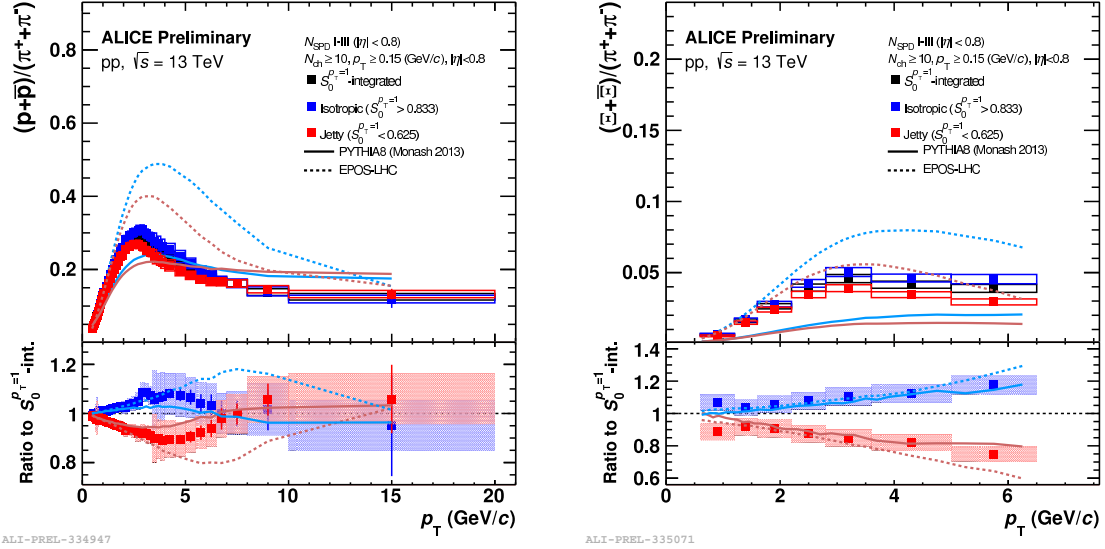 (p+p̅)/(π⁺+π⁻)
0.8
0.6
0.4
0.2
ALICE Preliminary
pp, √s = 13 TeV
N_SPD I-III (|η| < 0.8)
N_ch ≥ 10, p_T ≥ 0.15 (GeV/c), |η|<0.8
S_0^{p_T=1}-integrated
Isotropic (S_0^{p_T=1} > 0.833)
Jetty (S_0^{p_T=1} < 0.625)
PYTHIA8 (Monash 2013)
EPOS-LHC
Ratio to S_0^{p_T=1}-int.
1.2
1
0.8
0 5 10 15 20
p_T (GeV/c)
ALI-PREL-334947
(Ξ+Ξ̅)/(π⁺+π⁻)
0.2
0.15
0.1
0.05
ALICE Preliminary
pp, √s = 13 TeV
N_SPD I-III (|η| < 0.8)
N_ch ≥ 10, p_T ≥ 0.15 (GeV/c), |η|<0.8
S_0^{p_T=1}-integrated
Isotropic (S_0^{p_T=1} > 0.833)
Jetty (S_0^{p_T=1} < 0.625)
PYTHIA8 (Monash 2013)
EPOS-LHC
Ratio to S_0^{p_T=1}-int.
1.4
1.2
1
0.8
0.6
0 2 4 6
p_T (GeV/c)
ALI-PREL-335071